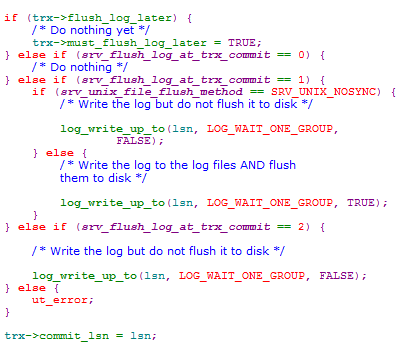 if (trx->flush_log_later) {
/* Do nothing yet */
trx->must_flush_log_later = TRUE;
} else if (srv_flush_log_at_trx_commit == 0) {
/* Do nothing */
} else if (srv_flush_log_at_trx_commit == 1) {
if (srv_unix_file_flush_method == SRV_UNIX_NOSYNC) {
/* Write the log but do not flush it to disk */
log_write_up_to(lsn, LOG_WAIT_ONE_GROUP,
FALSE);
} else {
/* Write the log to the log files AND flush
them to disk */
log_write_up_to(lsn, LOG_WAIT_ONE_GROUP, TRUE);
}
} else if (srv_flush_log_at_trx_commit == 2) {
/* Write the log but do not flush it to disk */
log_write_up_to(lsn, LOG_WAIT_ONE_GROUP, FALSE);
} else {
ut_error;
}
trx->commit_lsn = lsn;